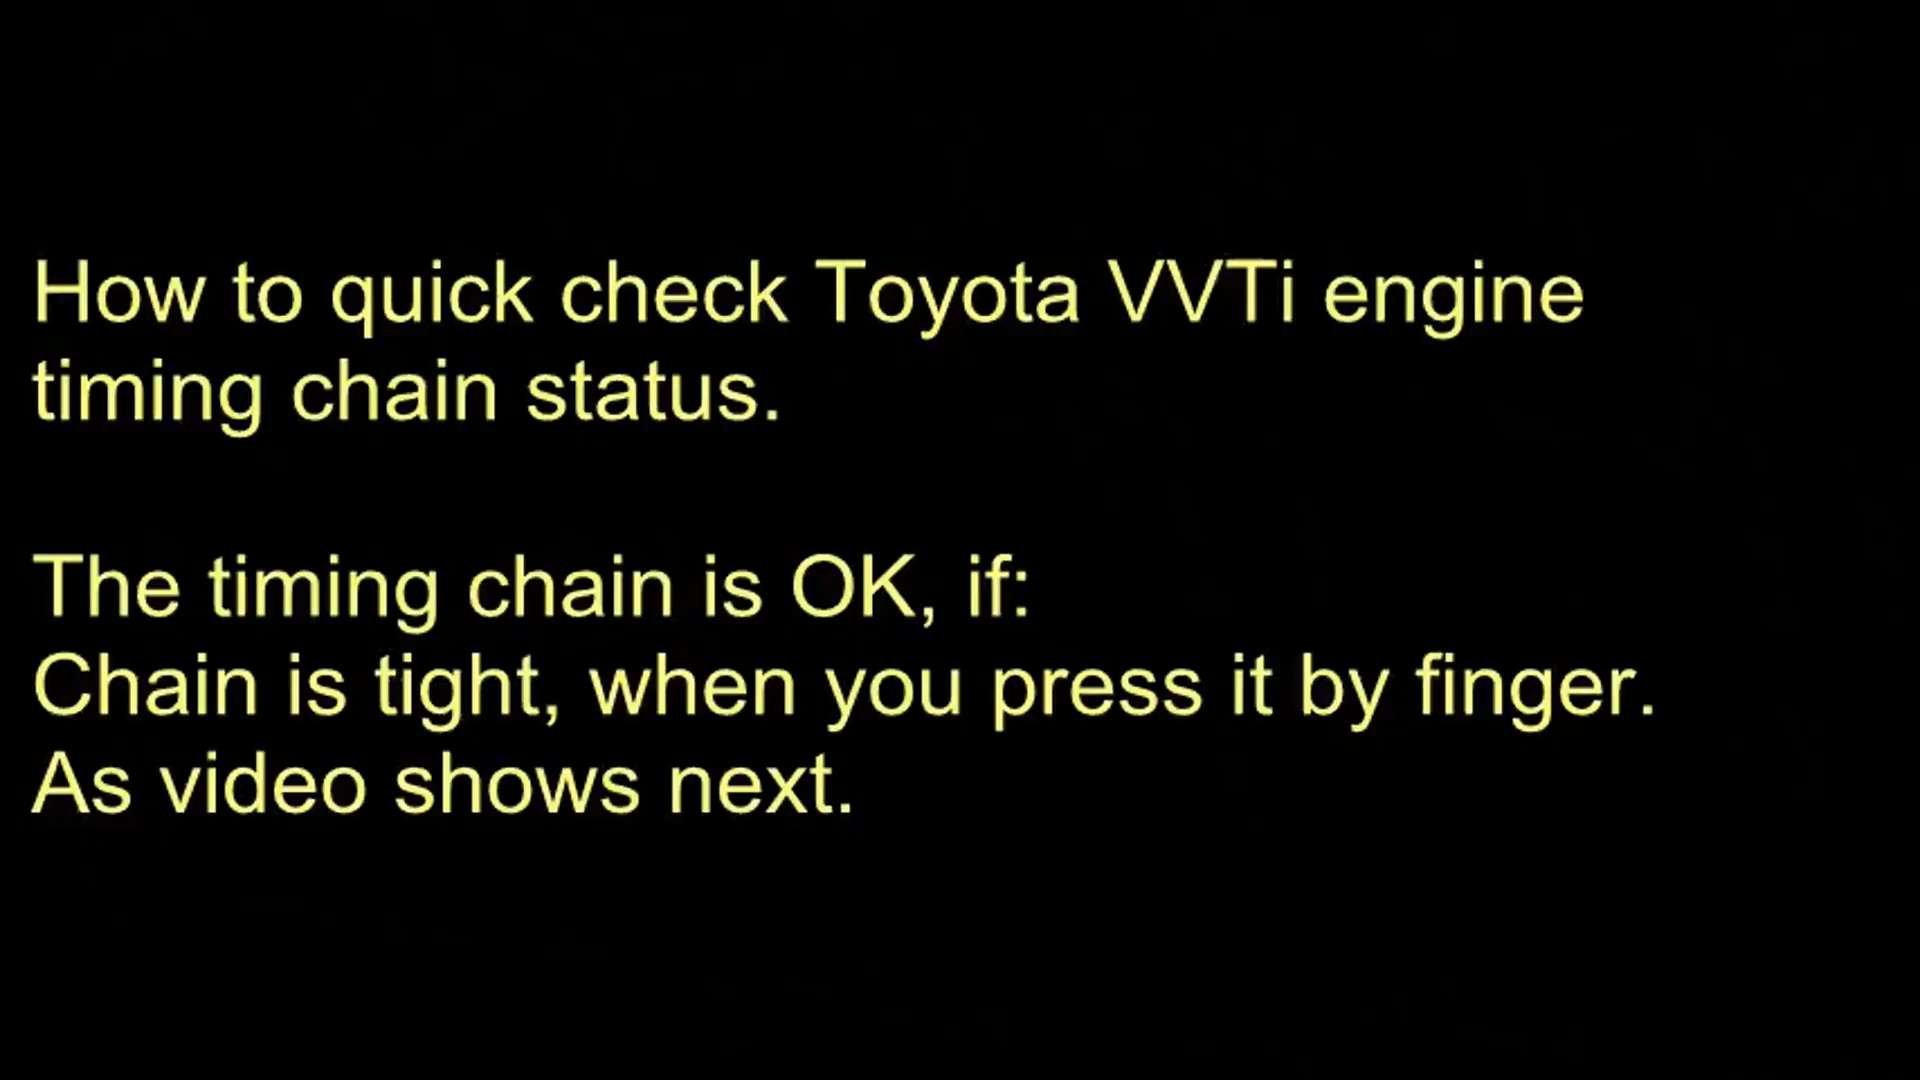 How to quick check Toyota VVTi engine
timing chain status.
The timing chain is OK, if:
Chain is tight, when you press it by finger.
As video shows next.